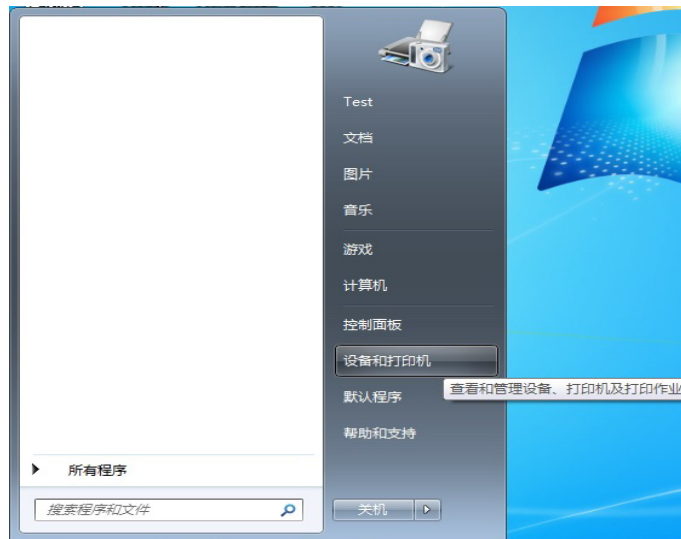 Test
文档
图片
音乐
游戏
计算机
控制面板
设备和打印机
查看和管理设备、打印机及打印作业
默认程序
帮助和支持
所有程序
搜索程序和文件
关机